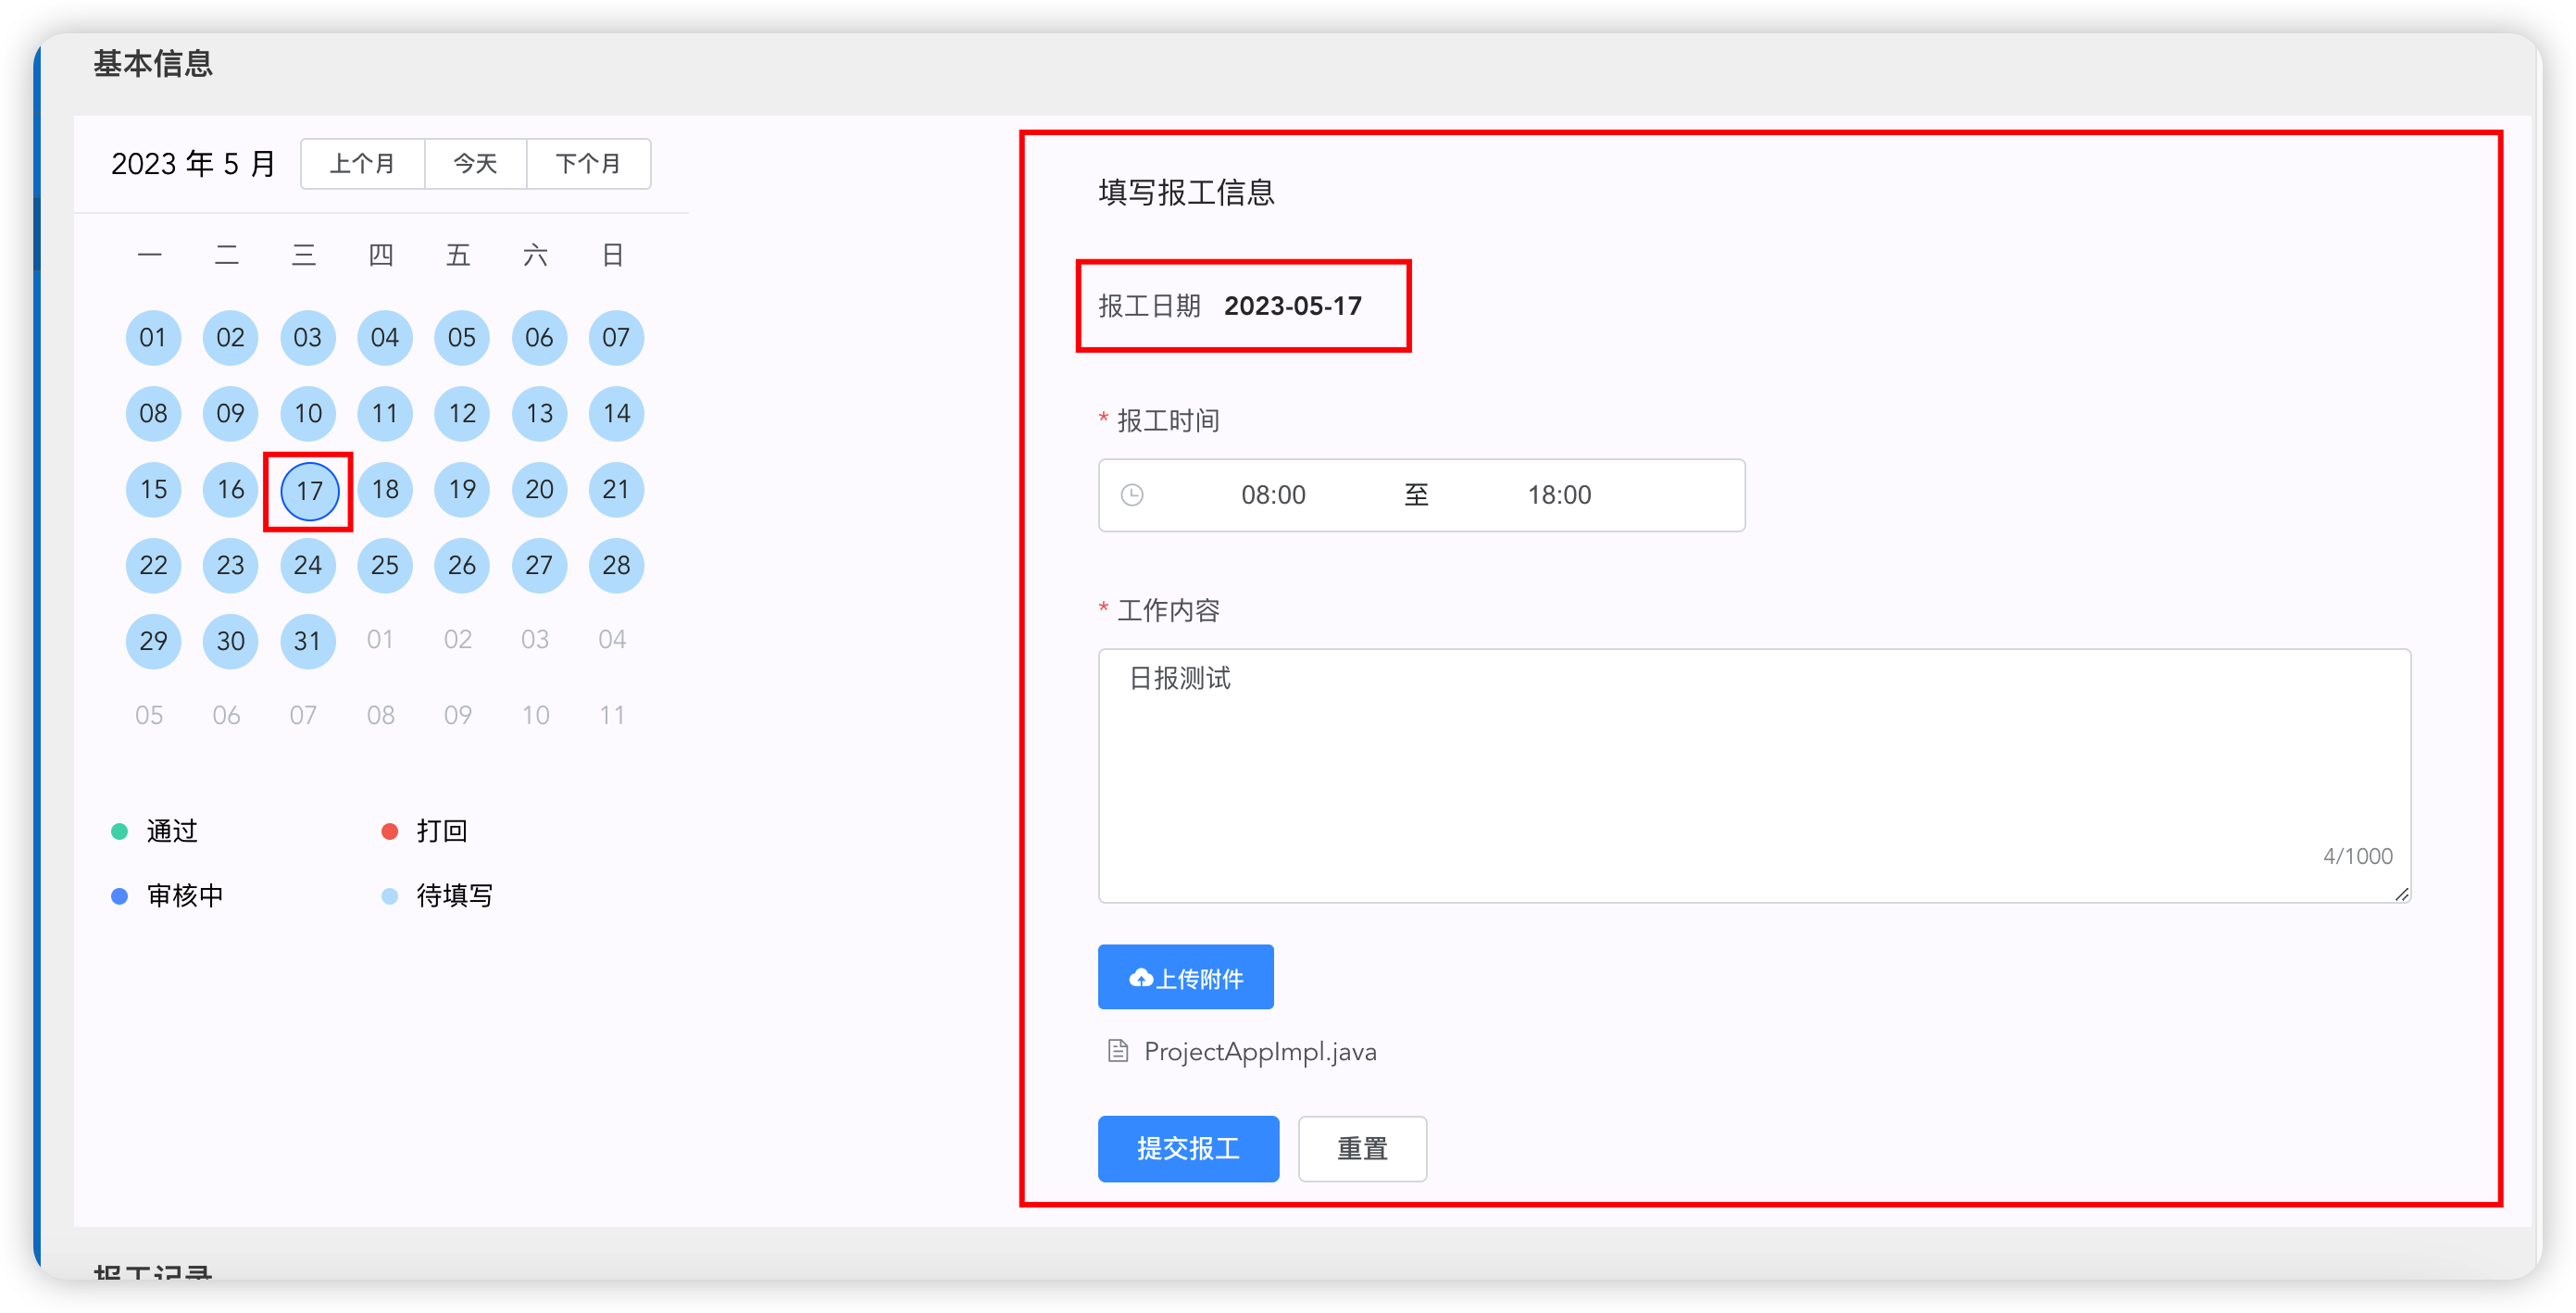 基本信息
2023 年 5 月 上个月 今天 下个月
一 二 三 四 五 六 日
01 02 03 04 05 06 07
08 09 10 11 12 13 14
15 16 17 18 19 20 21
22 23 24 25 26 27 28
29 30 31 01 02 03 04
05 06 07 08 09 10 11
通过 打回
审核中 待填写
填写报工信息
报工日期 2023-05-17
* 报工时间
08:00 至 18:00
* 工作内容
日报测试
4/1000
上传附件
ProjectAppImpl.java
提交报工 重置
报工记录